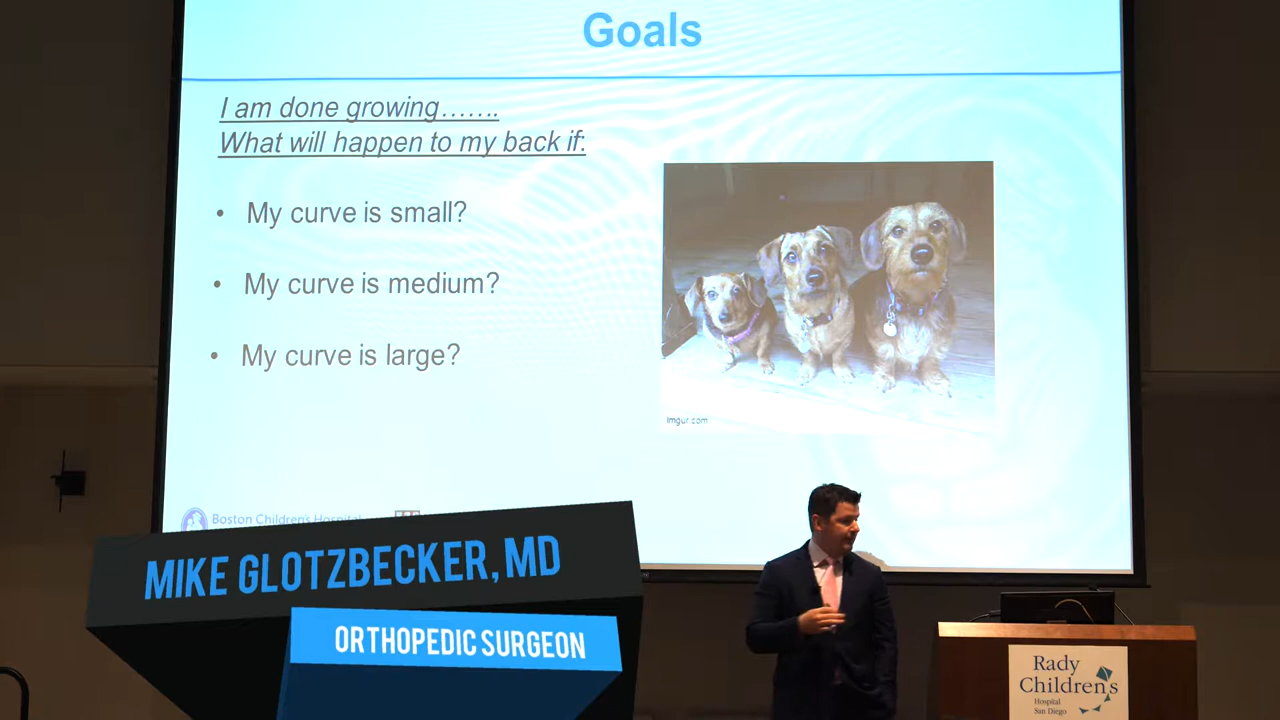 Goals
I am done growing…….
What will happen to my back if:
• My curve is small?
• My curve is medium?
• My curve is large?
imgur.com
Boston Children's Hospital
MIKE GLOTZBECKER, MD
ORTHOPEDIC SURGEON
Rady
Children's
Hospital
San Diego